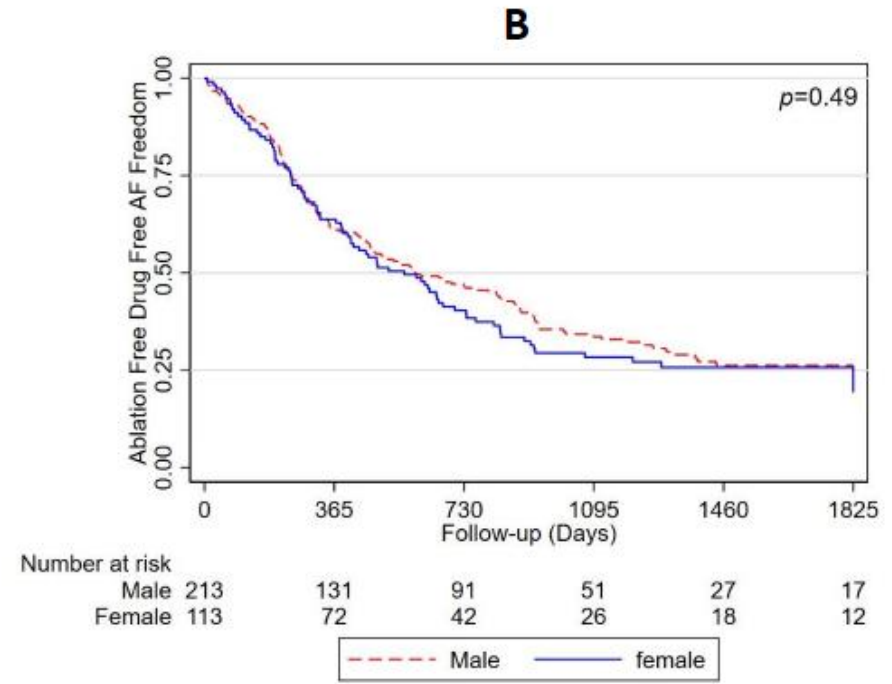 B
p=0.49
Ablation Free Drug Free AF Freedom
1.00
0.75
0.50
0.25
0.00
0 365 730 1095 1460 1825
Follow-up (Days)
Number at risk
Male 213 131 91 51 27 17
Female 113 72 42 26 18 12
Male female